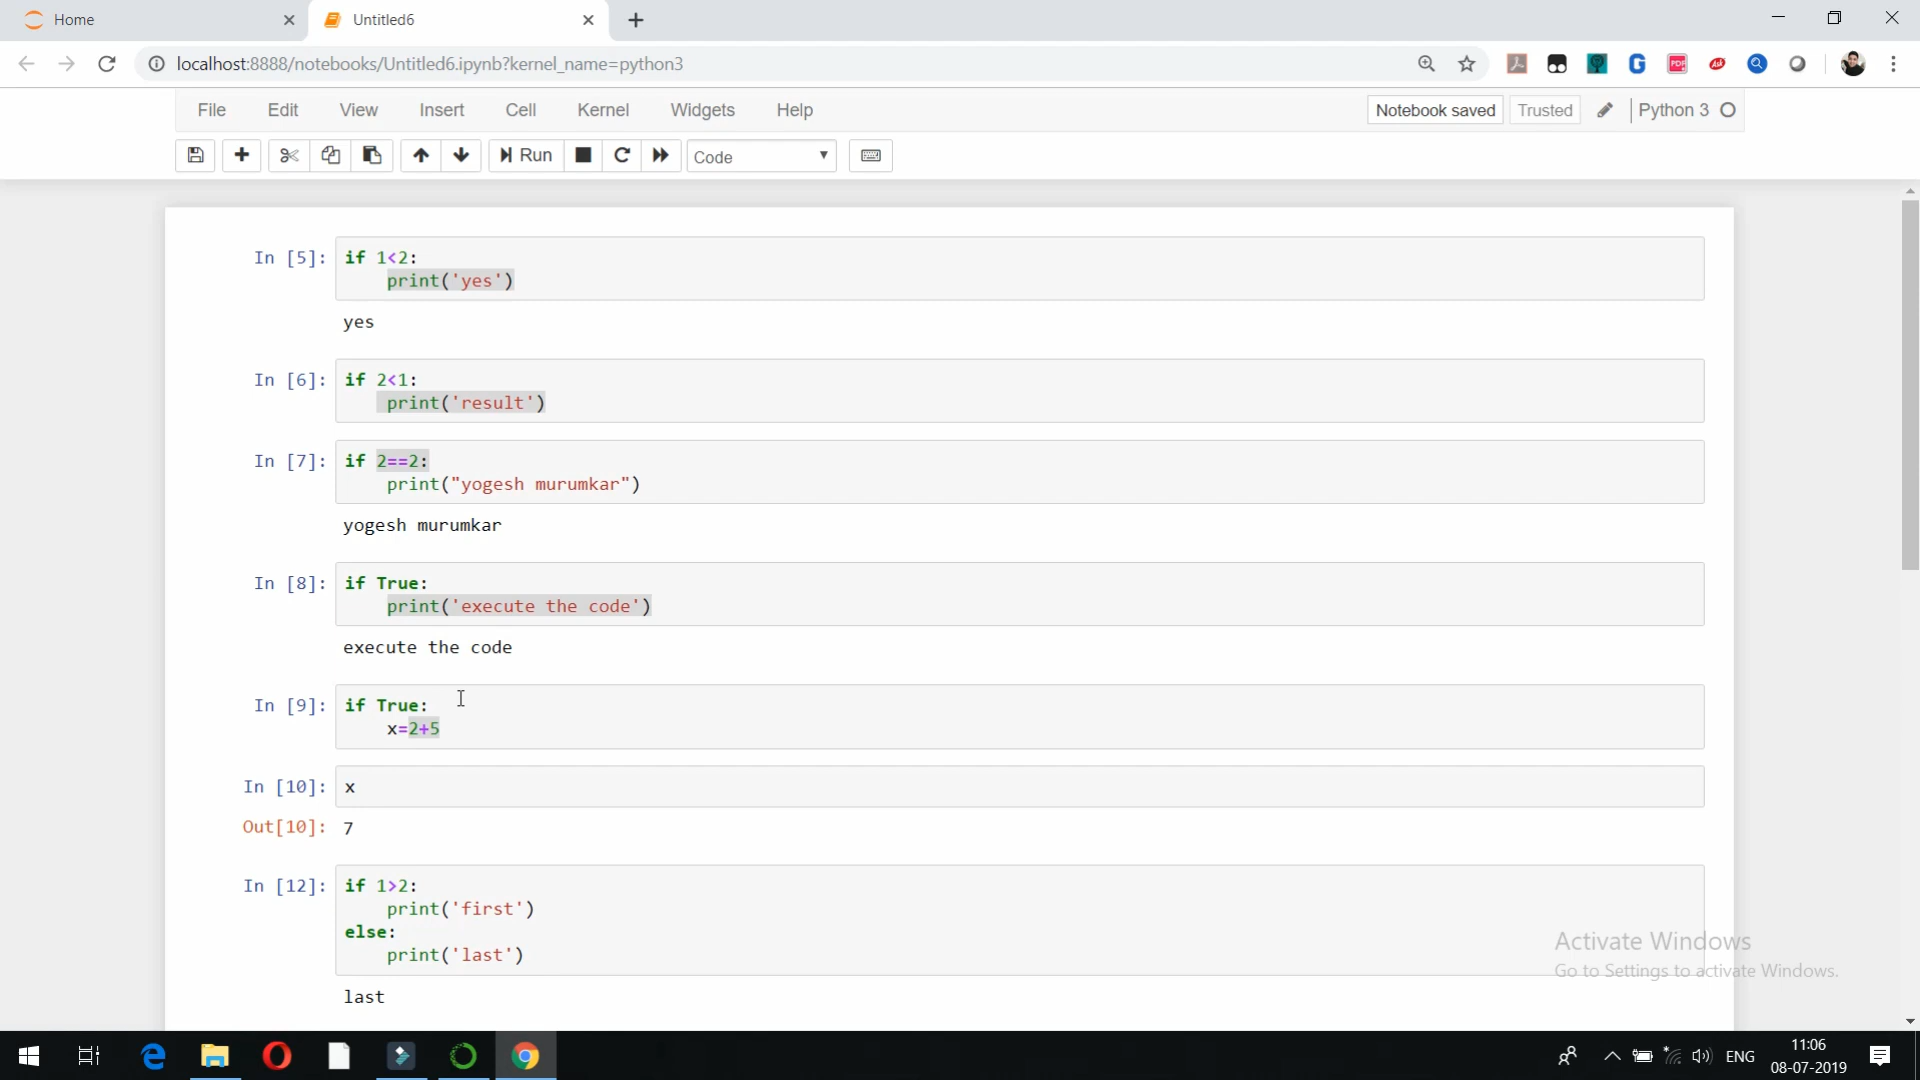 Home
Untitled6
localhost:8888/notebooks/Untitled6.ipynb?kernel_name=python3
File Edit View Insert Cell Kernel Widgets Help
Notebook saved Trusted Python 3
Run Code
In [5]: if 1<2:
print('yes')
yes
In [6]: if 2<1:
print('result')
In [7]: if 2==2:
print("yogesh murumkar")
yogesh murumkar
In [8]: if True:
print('execute the code')
execute the code
In [9]: if True:
x=2+5
In [10]: x
Out[10]: 7
In [12]: if 1>2:
print('first')
else:
print('last')
last
Activate Windows
Go to Settings to activate Windows.
ENG
11:06
08-07-2019